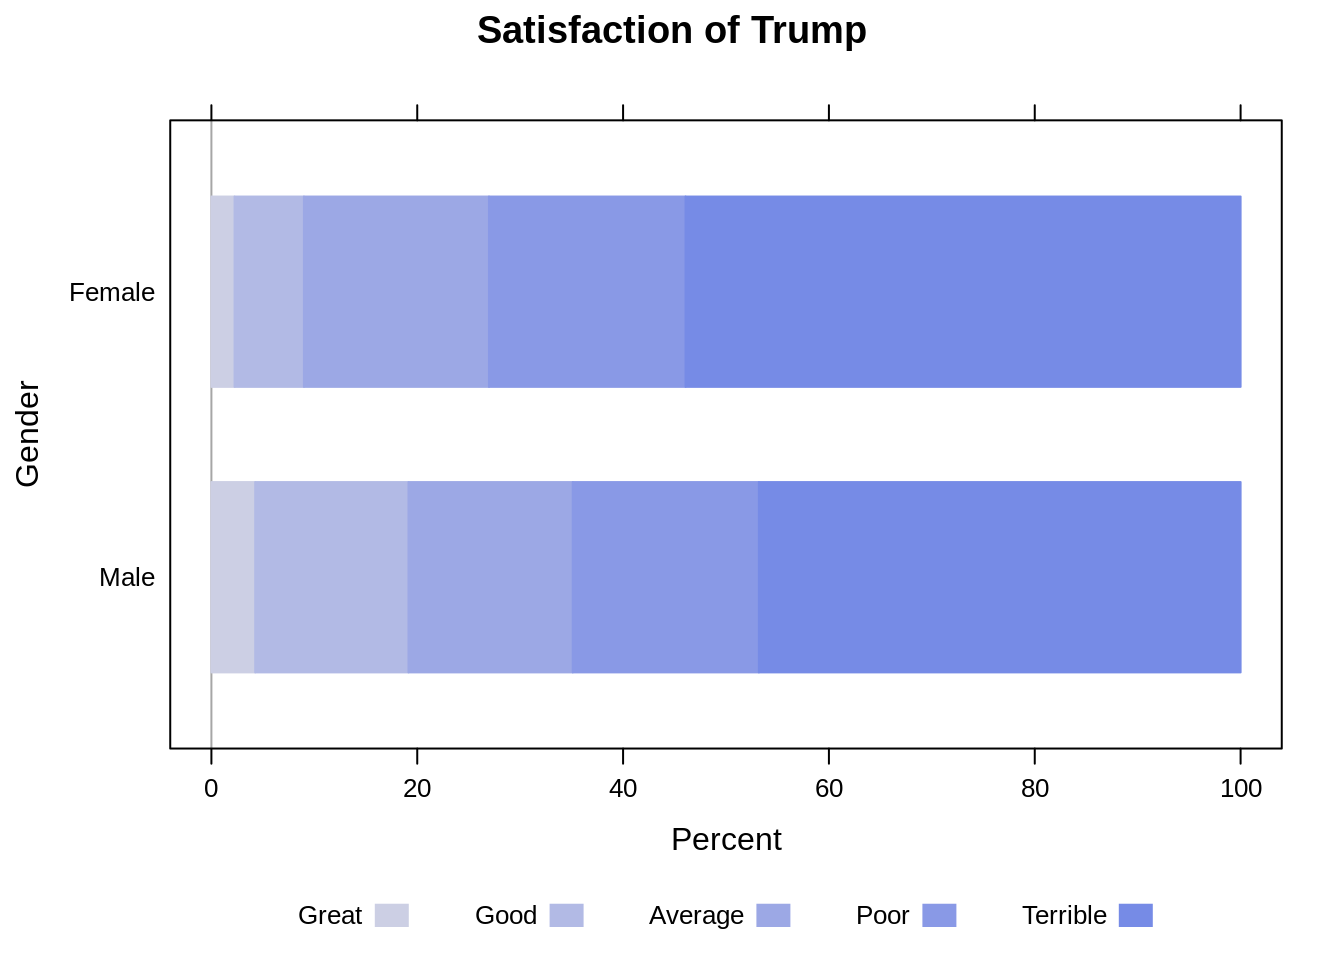 Satisfaction of Trump
Female
Gender
Male
0 20 40 60 80 100
Percent
Great Good Average Poor Terrible